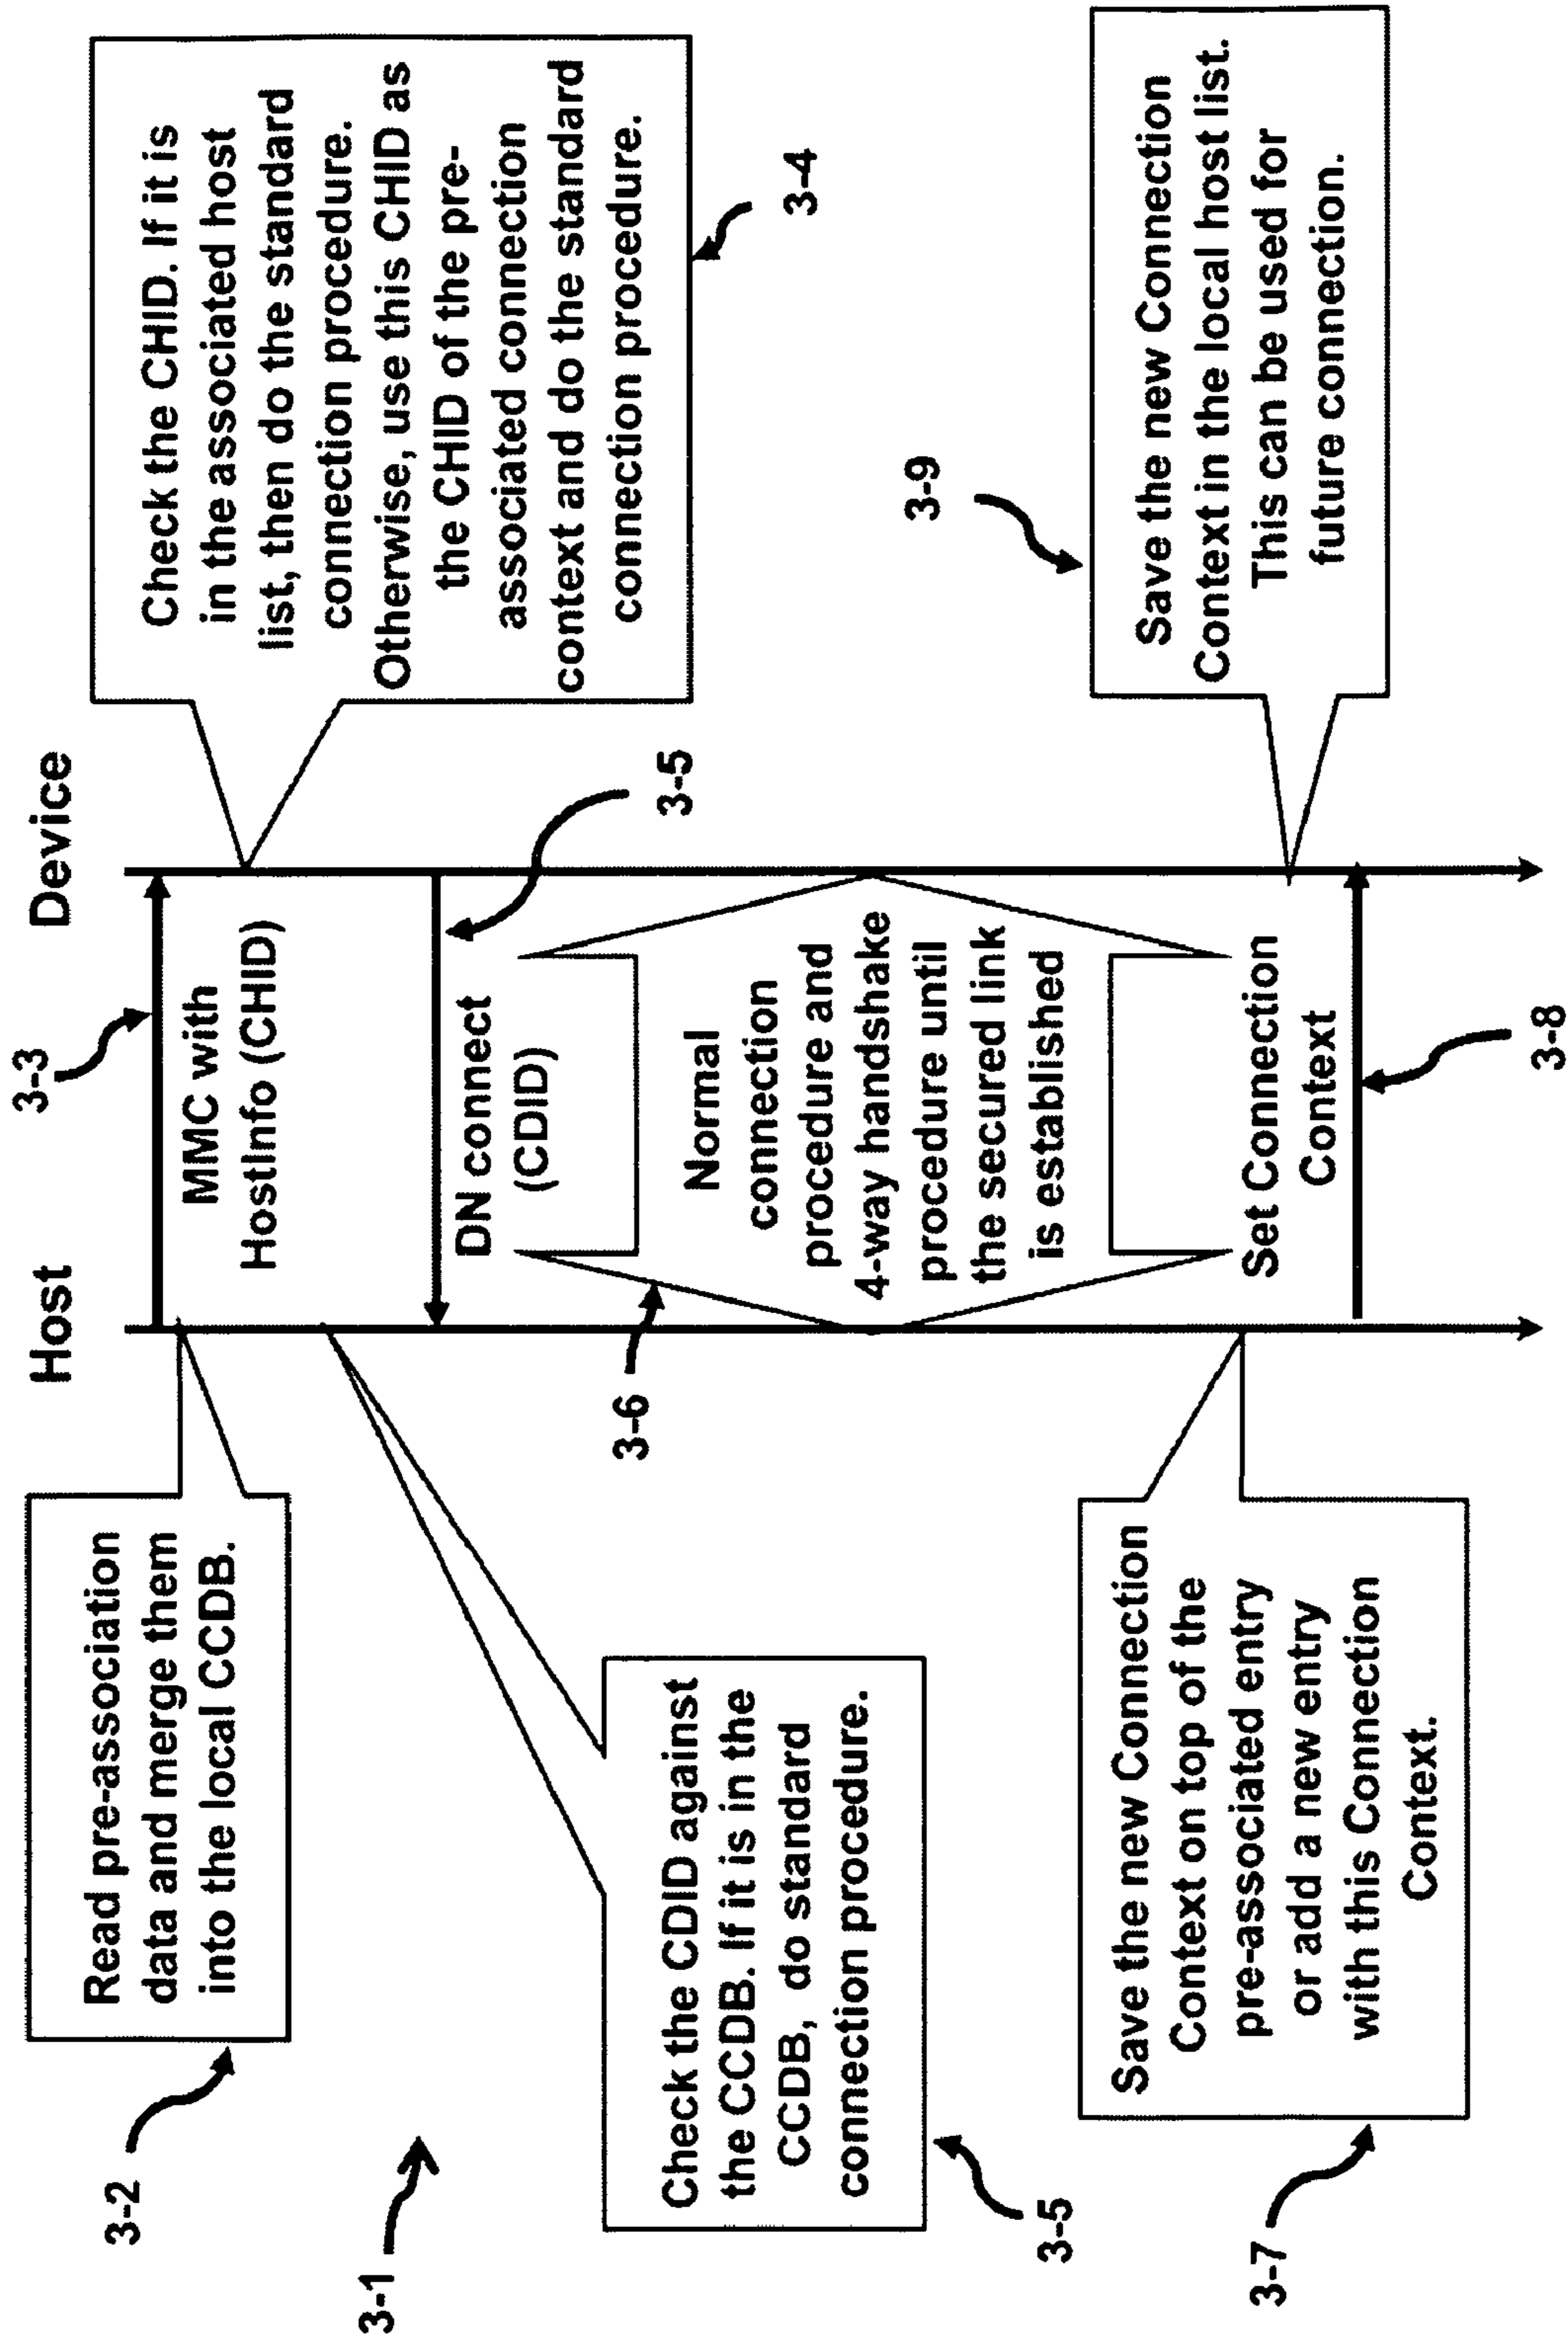 Host
Device
3-3
MMC with
HostInfo (CHID)
Read pre-association
data and merge them
into the local CCDB.
3-2
3-1
Check the CHID. If it is
in the associated host
list, then do the standard
connection procedure.
Otherwise, use this CHID as
the CHID of the pre-
associated connection
context and do the standard
connection procedure.
3-4
DN connect
(CDID)
3-5
Check the CDID against
the CCDB. If it is in the
CCDB, do standard
connection procedure.
3-5
3-6
Normal
connection
procedure and
4-way handshake
procedure until
the secured link
is established
Save the new Connection
Context on top of the
pre-associated entry
or add a new entry
with this Connection
Context.
3-7
Set Connection
Context
3-8
Save the new Connection
Context in the local host list.
This can be used for
future connection.
3-9